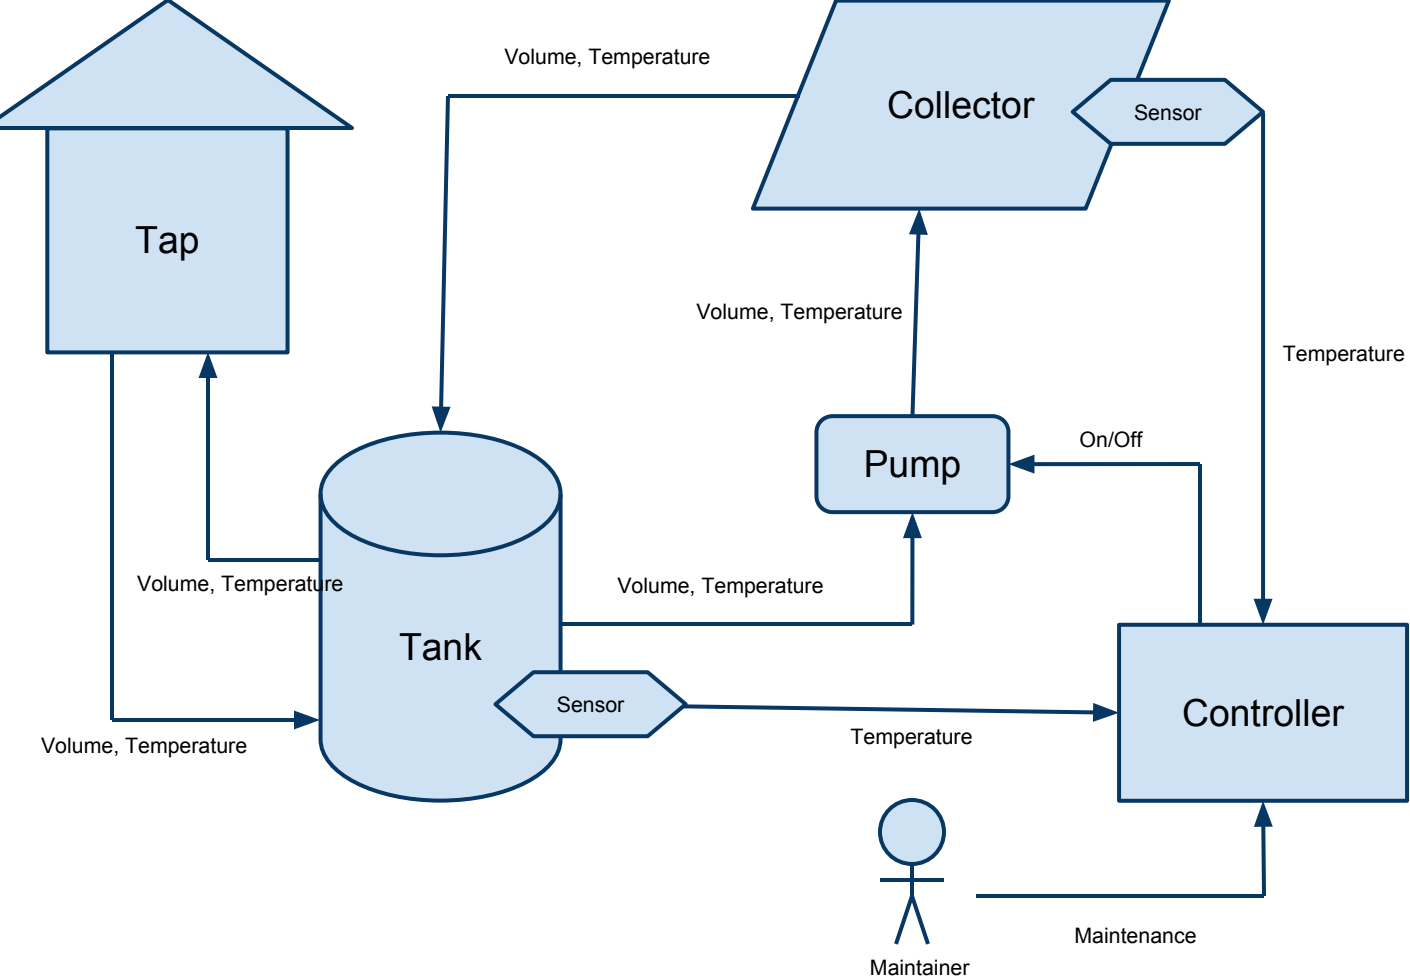 Volume, Temperature
Collector
Sensor
Tap
Volume, Temperature
Temperature
On/Off
Pump
Volume, Temperature
Volume, Temperature
Tank
Sensor
Controller
Volume, Temperature
Temperature
Maintenance
Maintainer